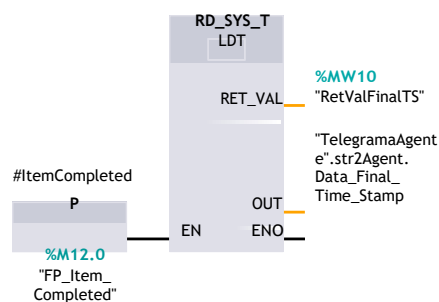 RD_SYS_T
LDT
%MW10
RET_VAL
"RetValFinalTS"
"TelegramaAgent
e".str2Agent.
Data_Final_
Time_Stamp
#ItemCompleted
P
OUT
EN
ENO
%M12.0
"FP_Item_
Completed"